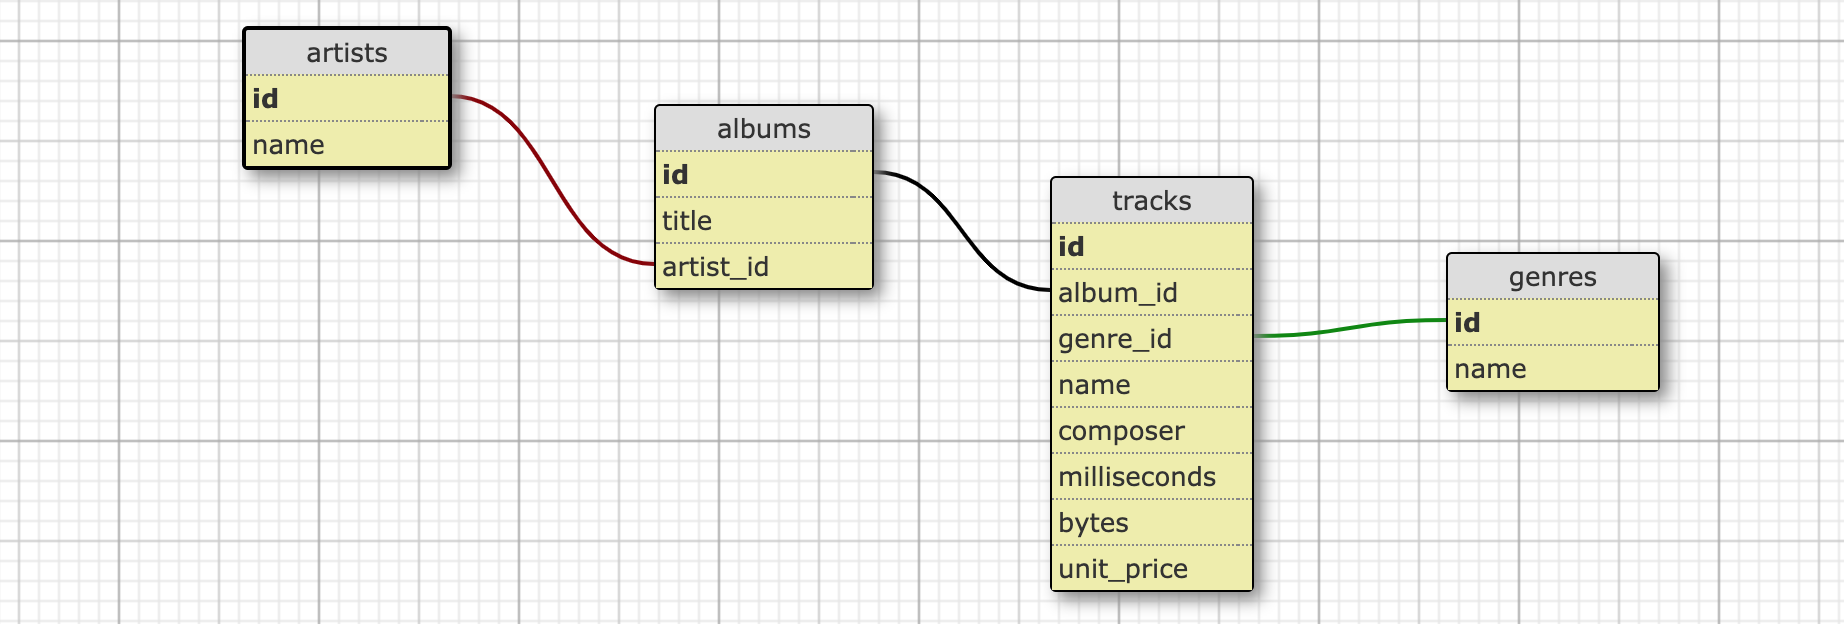 artists
id
name
albums
id
title
artist_id
tracks
id
album_id
genre_id
name
composer
milliseconds
bytes
unit_price
genres
id
name